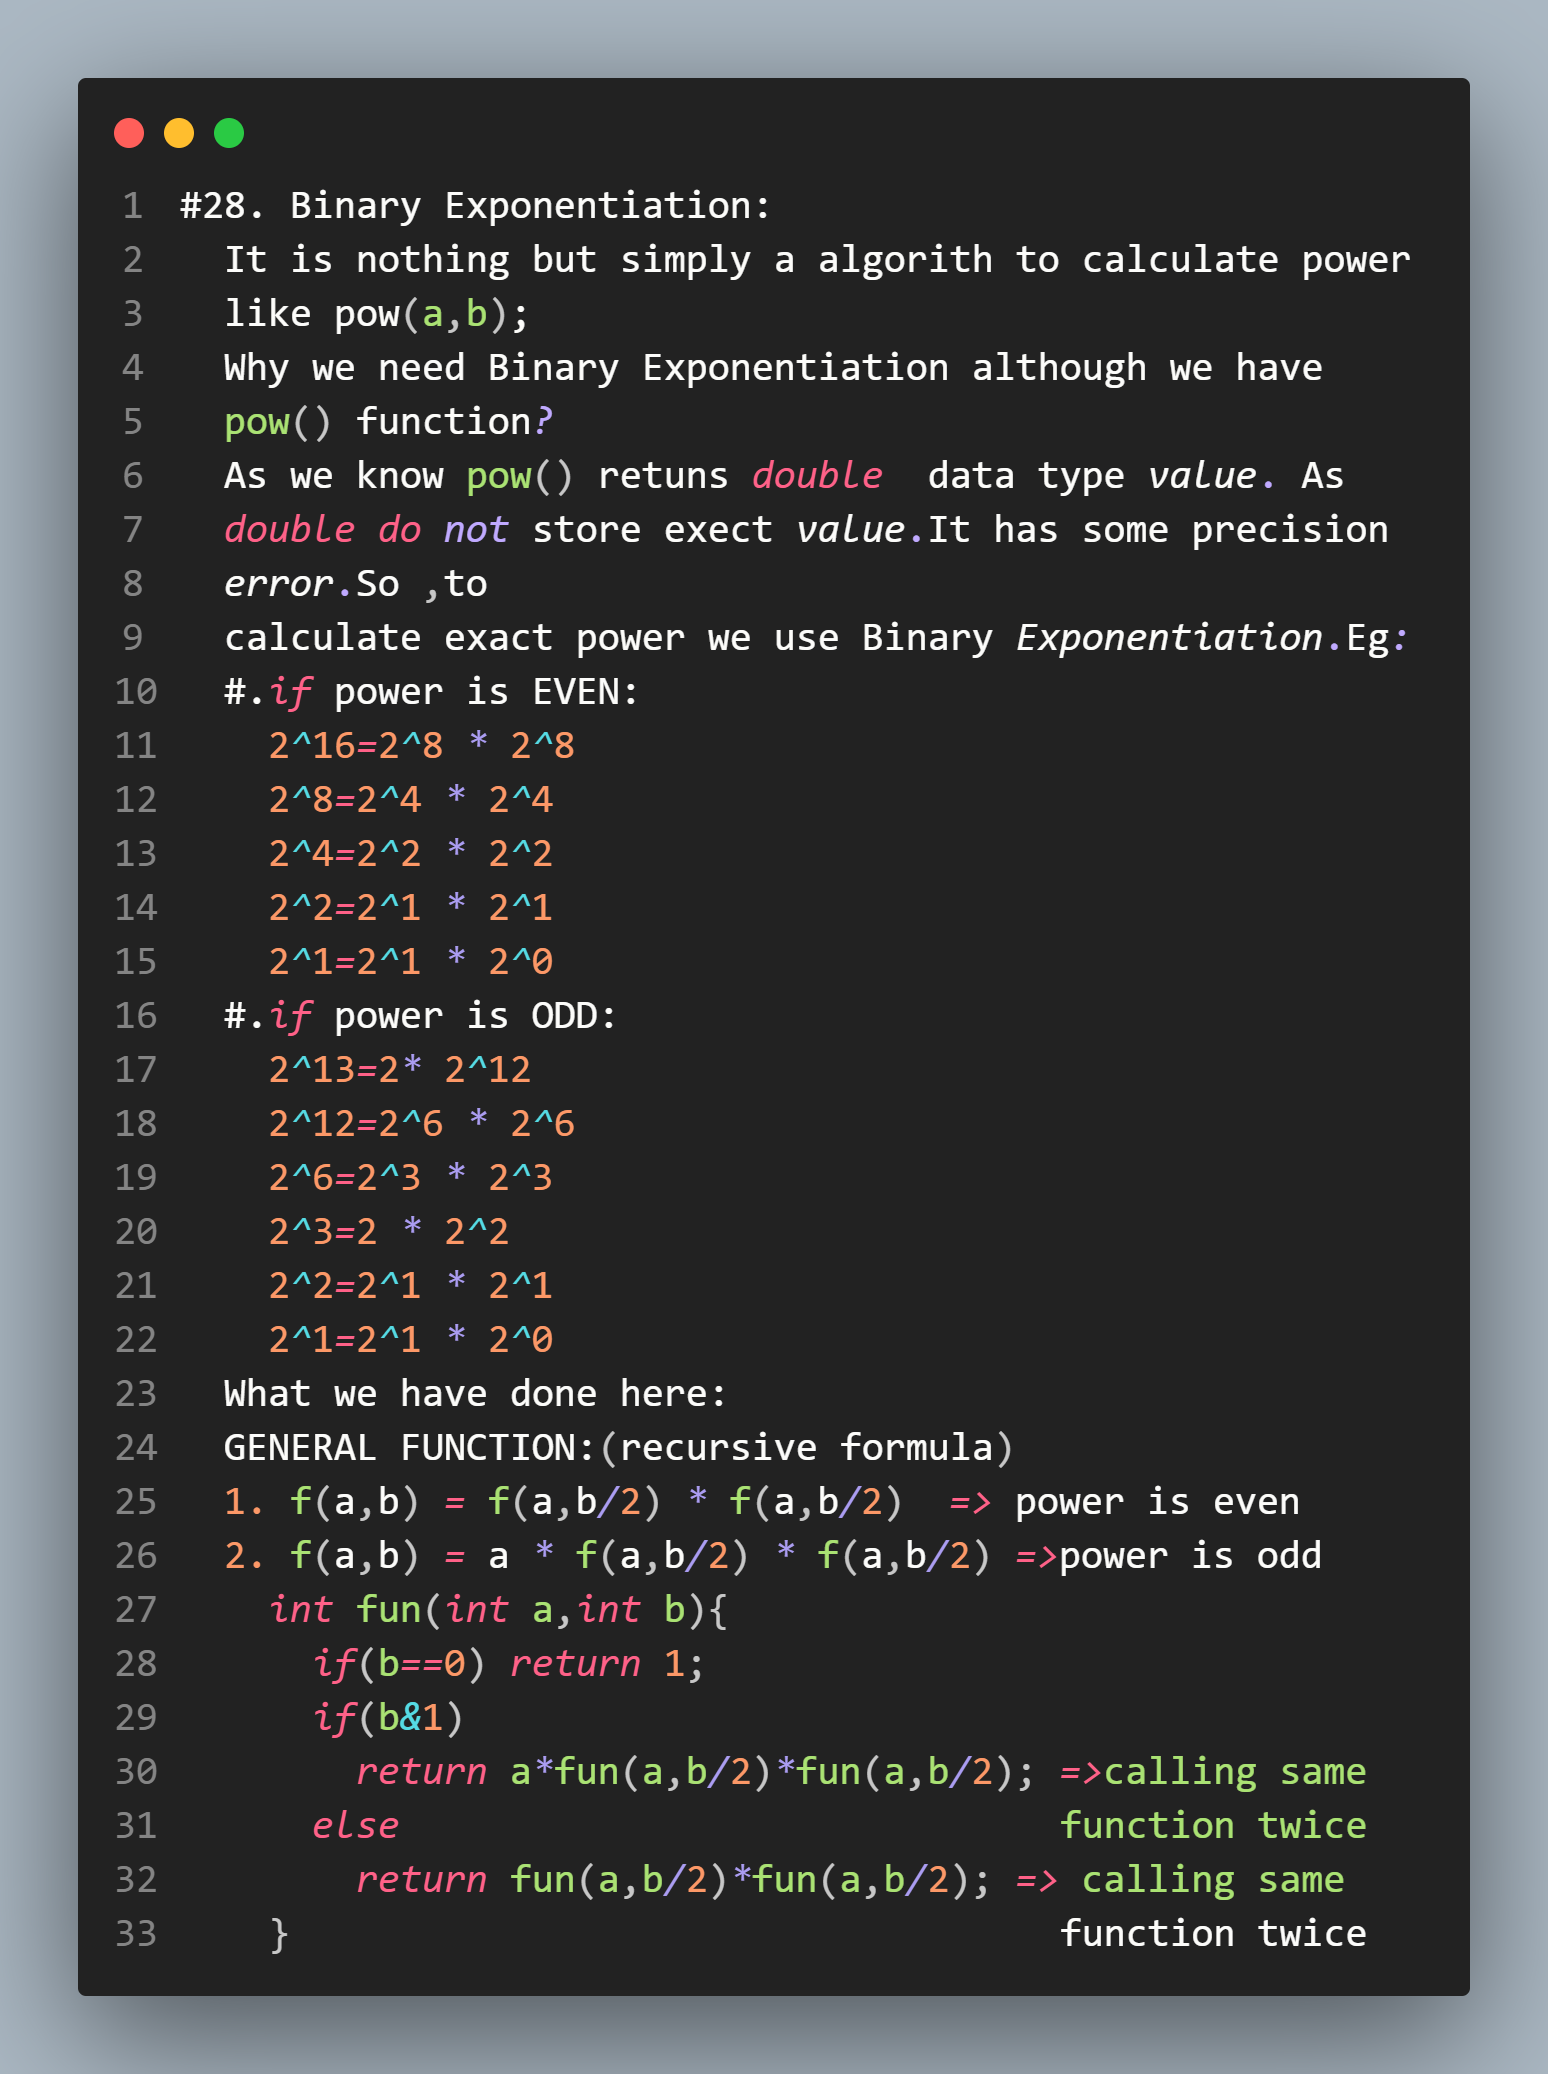 1 #28. Binary Exponentiation:
2 It is nothing but simply a algorith to calculate power
3 like pow(a,b);
4 Why we need Binary Exponentiation although we have
5 pow() function?
6 As we know pow() retuns double  data type value. As
7 double do not store exect value.It has some precision
8 error.So ,to
9 calculate exact power we use Binary Exponentiation.Eg:
10 #.if power is EVEN:
11 2^16=2^8 * 2^8
12 2^8=2^4 * 2^4
13 2^4=2^2 * 2^2
14 2^2=2^1 * 2^1
15 2^1=2^1 * 2^0
16 #.if power is ODD:
17 2^13=2* 2^12
18 2^12=2^6 * 2^6
19 2^6=2^3 * 2^3
20 2^3=2 * 2^2
21 2^2=2^1 * 2^1
22 2^1=2^1 * 2^0
23 What we have done here:
24 GENERAL FUNCTION:(recursive formula)
25 1. f(a,b) = f(a,b/2) * f(a,b/2)  => power is even
26 2. f(a,b) = a * f(a,b/2) * f(a,b/2) =>power is odd
27 int fun(int a,int b){
28 if(b==0) return 1;
29 if(b&1)
30 return a*fun(a,b/2)*fun(a,b/2); =>calling same
31 else function twice
32 return fun(a,b/2)*fun(a,b/2); => calling same
33 } function twice